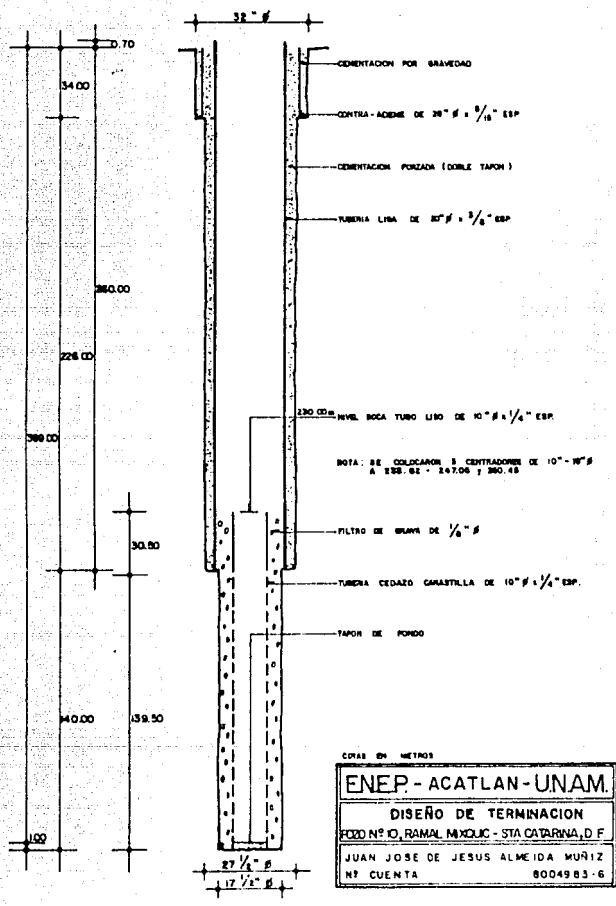 32" Ø
0.70
CEMENTACION POR GRAVEDAD
34.00
CONTRA-ADEME DE 28" Ø x 5/16" ESP
CEMENTACION FORZADA (DOBLE TAPON)
TUBERIA LISA DE 20" Ø x 3/8" ESP
260.00
226.00
230.00m NIVEL BOCA TUBO LISO DE 10" Ø x 1/4" ESP.
399.00
NOTA: SE COLOCARON 3 CENTRADORES DE 10"-18" Ø
A 247.06 y
FILTRO DE GRAVA DE 1/8" Ø
30.50
TUBERIA CEDAZO CANASTILLA DE 10" Ø x 1/4" ESP.
TAPON DE FONDO
140.00
139.50
COTAS EN METROS
ENEP.-ACATLAN-U.N.A.M.
DISEÑO DE TERMINACION
POZO Nº 10, RAMAL MIXQUIC - STA CATARINA, D F
1.00
JUAN JOSE DE JESUS ALMEIDA MUÑIZ
Nº CUENTA 8004983-6
27 1/2" Ø
17 1/2" Ø